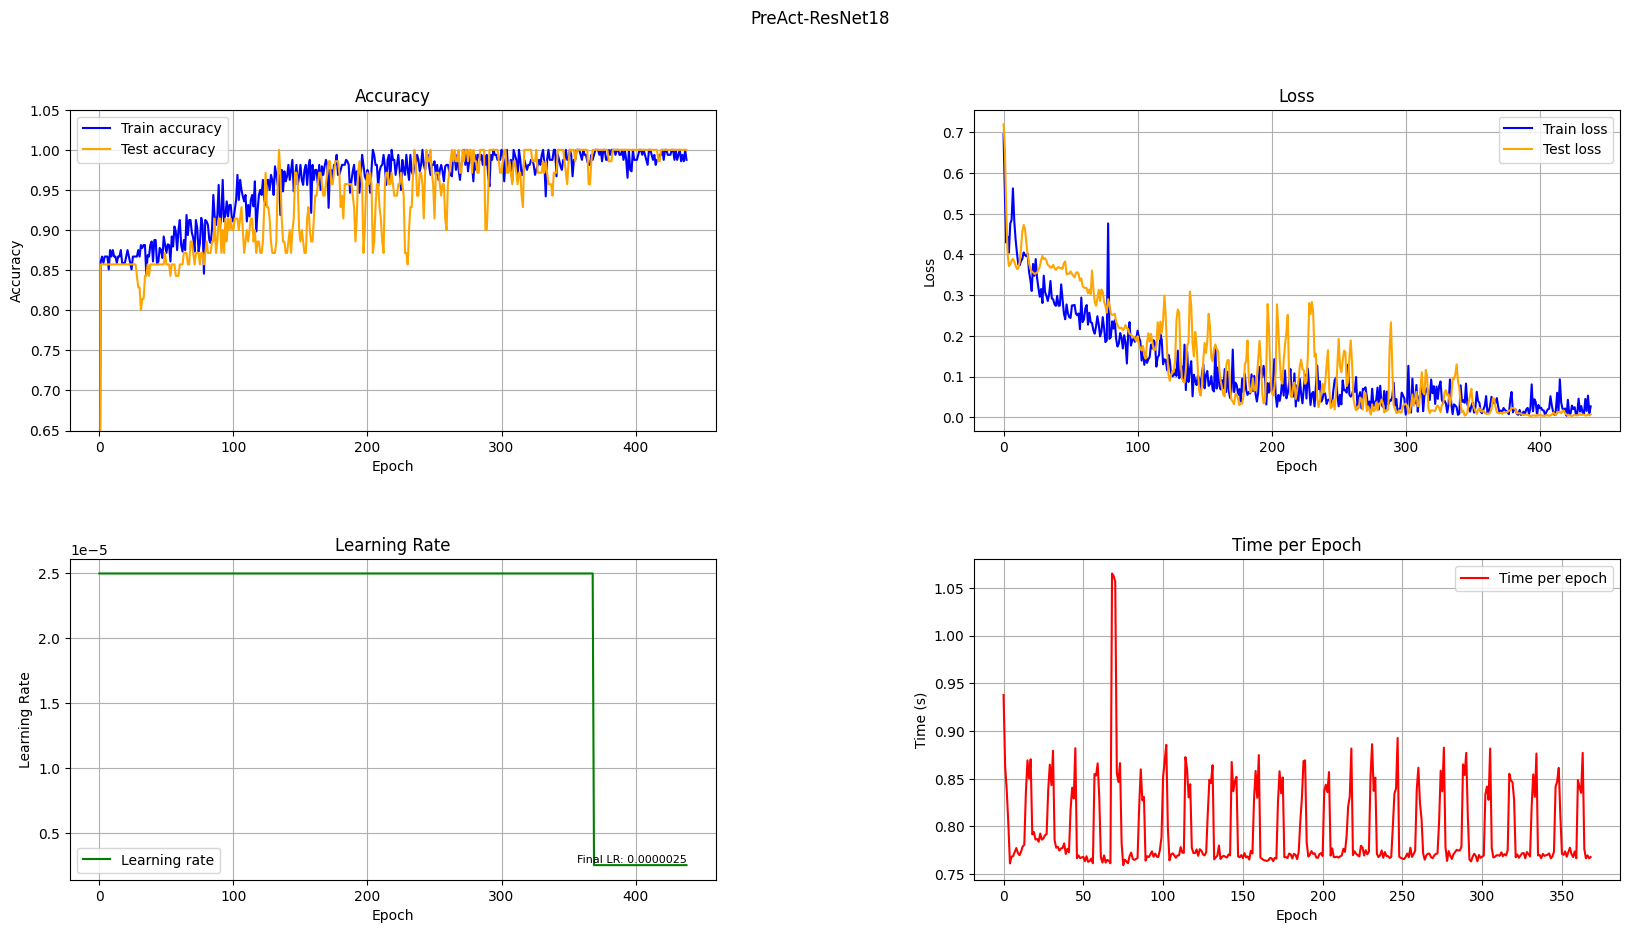 PreAct-ResNet18
Accuracy
Train accuracy
Test accuracy
Accuracy
1.05
1.00
0.95
0.90
0.85
0.80
0.75
0.70
0.65
0
100
200
300
400
Epoch
Loss
Train loss
Test loss
Loss
0.7
0.6
0.5
0.4
0.3
0.2
0.1
0.0
0
100
200
300
400
Epoch
Learning Rate
1e−5
Learning Rate
2.5
2.0
1.5
1.0
0.5
Final LR: 0.0000025
Learning rate
0
100
200
300
400
Epoch
Time per Epoch
Time per epoch
Time (s)
1.05
1.00
0.95
0.90
0.85
0.80
0.75
0
50
100
150
200
250
300
350
Epoch